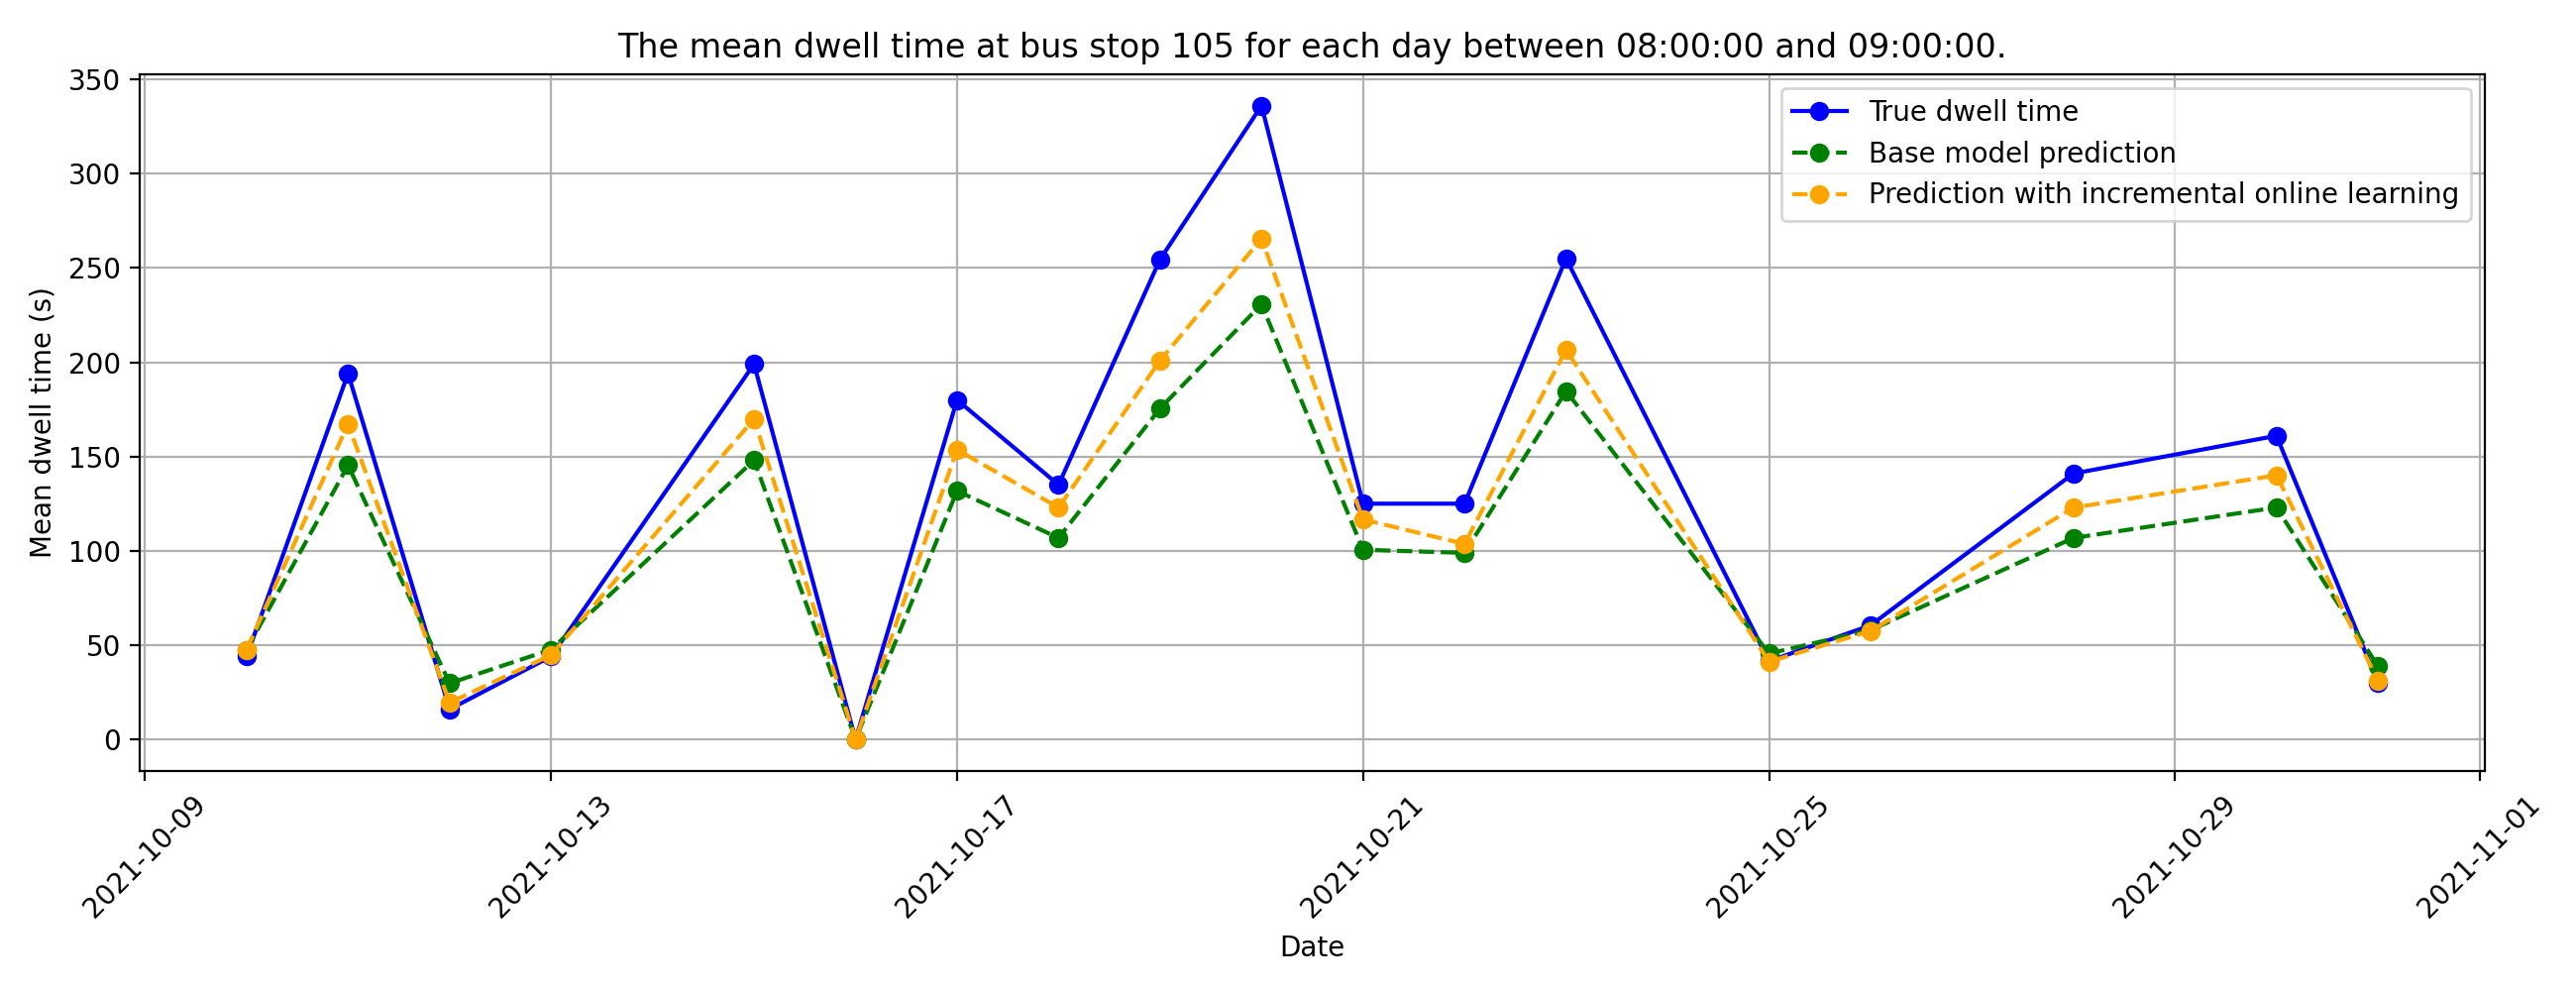 The mean dwell time at bus stop 105 for each day between 08:00:00 and 09:00:00.
True dwell time
Base model prediction
Prediction with incremental online learning
Mean dwell time (s)
350
300
250
200
150
100
50
0
2021-10-09
2021-10-13
2021-10-17
2021-10-21
2021-10-25
2021-10-29
2021-11-01
Date